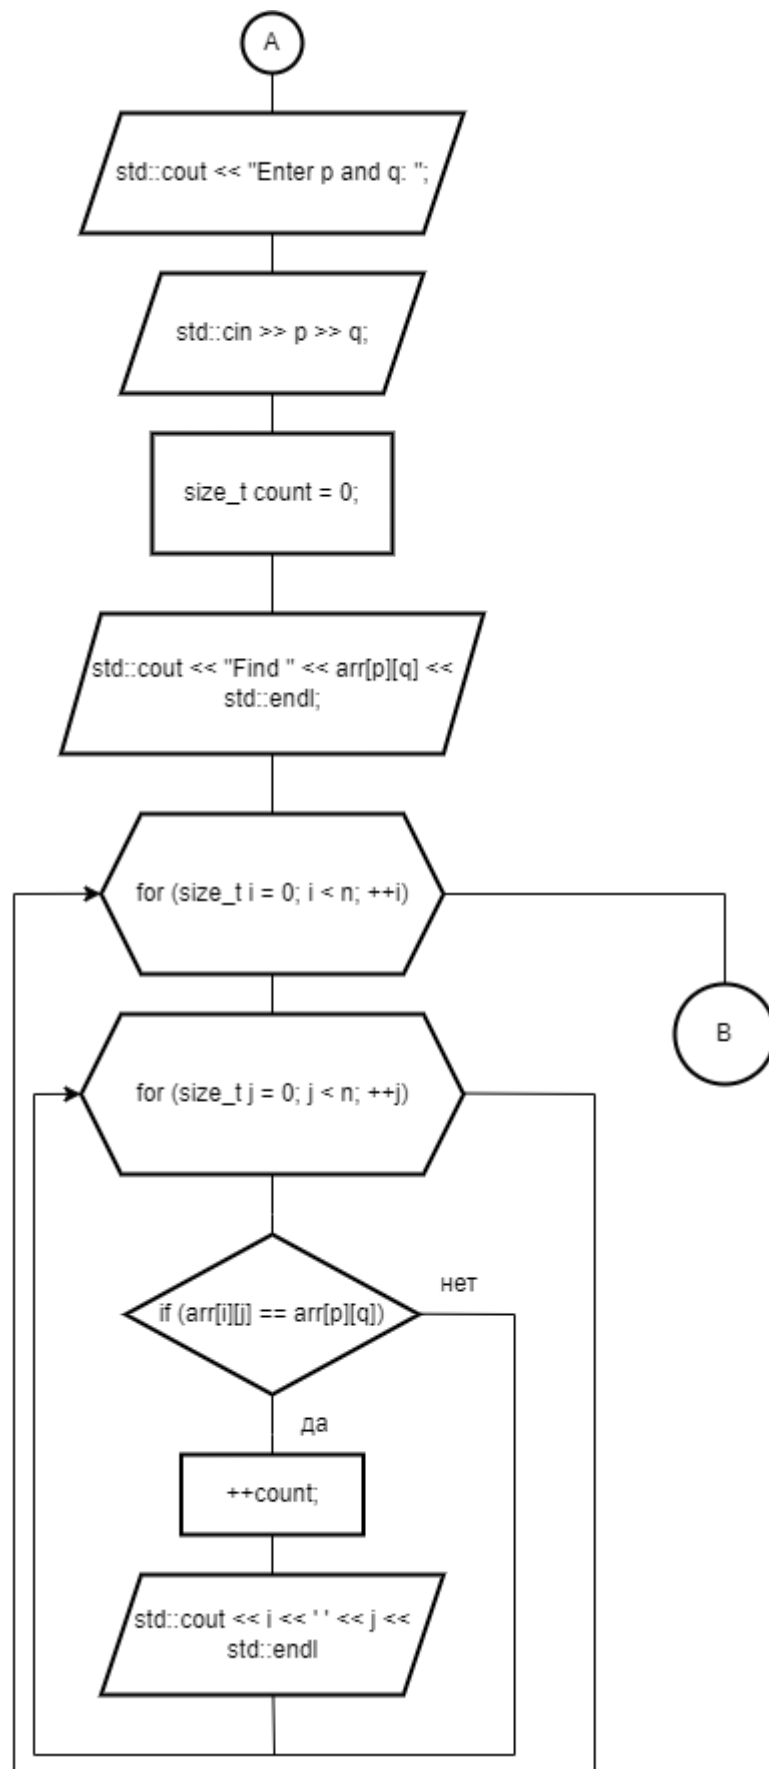 A
std::cout << "Enter p and q: ";
std::cin >> p >> q;
size_t count = 0;
std::cout << "Find " << arr[p][q] <<
std::endl;
for (size_t i = 0; i < n; ++i)
B
for (size_t j = 0; j < n; ++j)
нет
if (arr[i][j] == arr[p][q])
да
++count;
std::cout << i << ' ' << j <<
std::endl